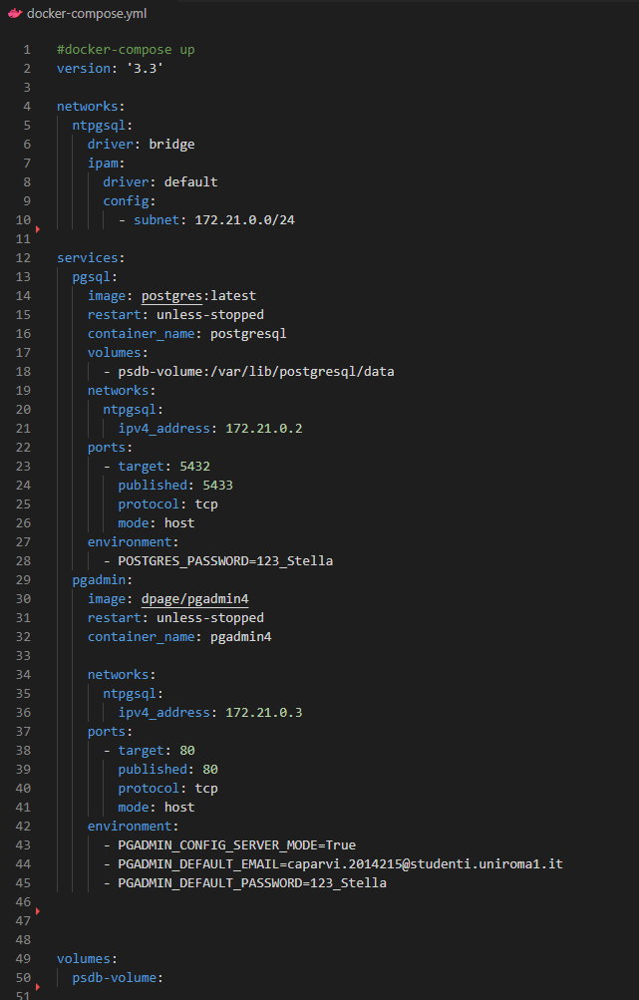 docker-compose.yml
1 #docker-compose up
2 version: '3.3'
3
4 networks:
5   ntpgsql:
6     driver: bridge
7     ipam:
8       driver: default
9       config:
10         - subnet: 172.21.0.0/24
11
12 services:
13   pgsql:
14     image: postgres:latest
15     restart: unless-stopped
16     container_name: postgresql
17     volumes:
18       - psdb-volume:/var/lib/postgresql/data
19     networks:
20       ntpgsql:
21         ipv4_address: 172.21.0.2
22     ports:
23       - target: 5432
24         published: 5433
25         protocol: tcp
26         mode: host
27     environment:
28       - POSTGRES_PASSWORD=123_Stella
29   pgadmin:
30     image: dpage/pgadmin4
31     restart: unless-stopped
32     container_name: pgadmin4
33
34     networks:
35       ntpgsql:
36         ipv4_address: 172.21.0.3
37     ports:
38       - target: 80
39         published: 80
40         protocol: tcp
41         mode: host
42     environment:
43       - PGADMIN_CONFIG_SERVER_MODE=True
44       - PGADMIN_DEFAULT_EMAIL=caparvi.2014215@studenti.uniroma1.it
45       - PGADMIN_DEFAULT_PASSWORD=123_Stella
46
47
48
49 volumes:
50   psdb-volume:
51